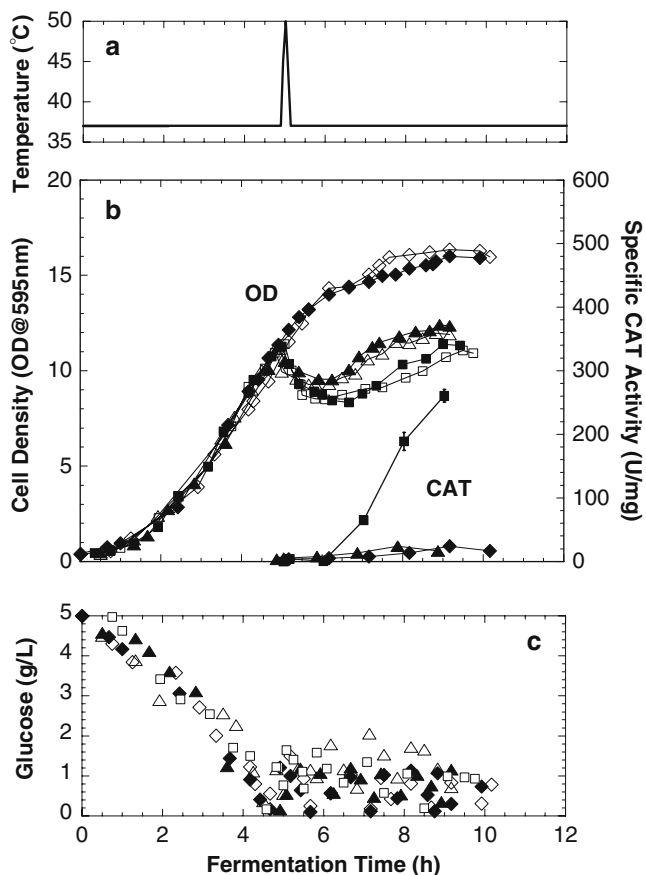 a
Temperature (°C)
50
45
40
35
b
Cell Density (OD@595nm)
20
15
10
5
0
OD
CAT
600
500
400
300
200
100
0
Specific CAT Activity (U/mg)
c
Glucose (g/L)
5
4
3
2
1
0
0 2 4 6 8 10 12
Fermentation Time (h)